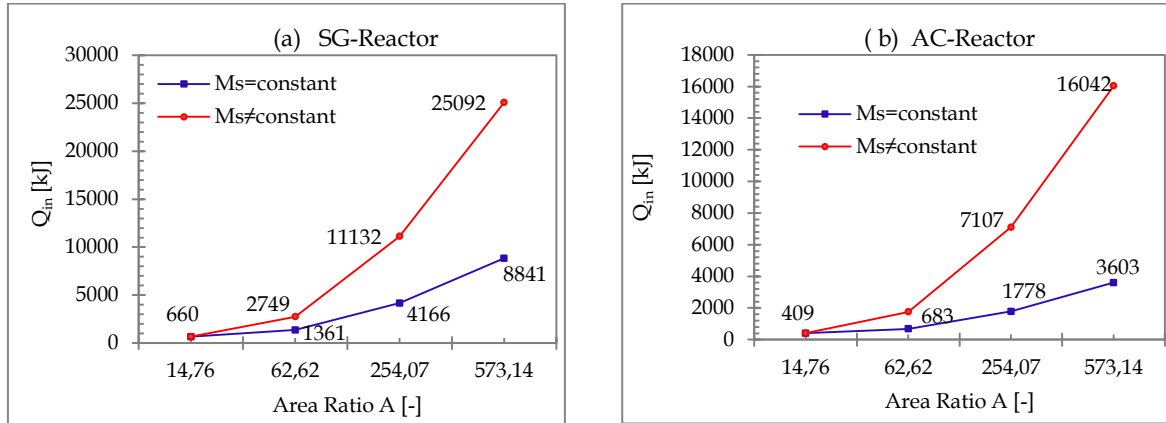 (a) SG-Reactor
30000
25000
20000
15000
10000
5000
0
Q_in [kJ]
Ms=constant
Ms≠constant
25092
11132
8841
2749
4166
660
1361
14,76 62,62 254,07 573,14
Area Ratio A [-]
( b) AC-Reactor
18000
16000
14000
12000
10000
8000
6000
4000
2000
0
Q_in [kJ]
Ms=constant
Ms≠constant
16042
7107
3603
1778
409
683
14,76 62,62 254,07 573,14
Area Ratio A [-]